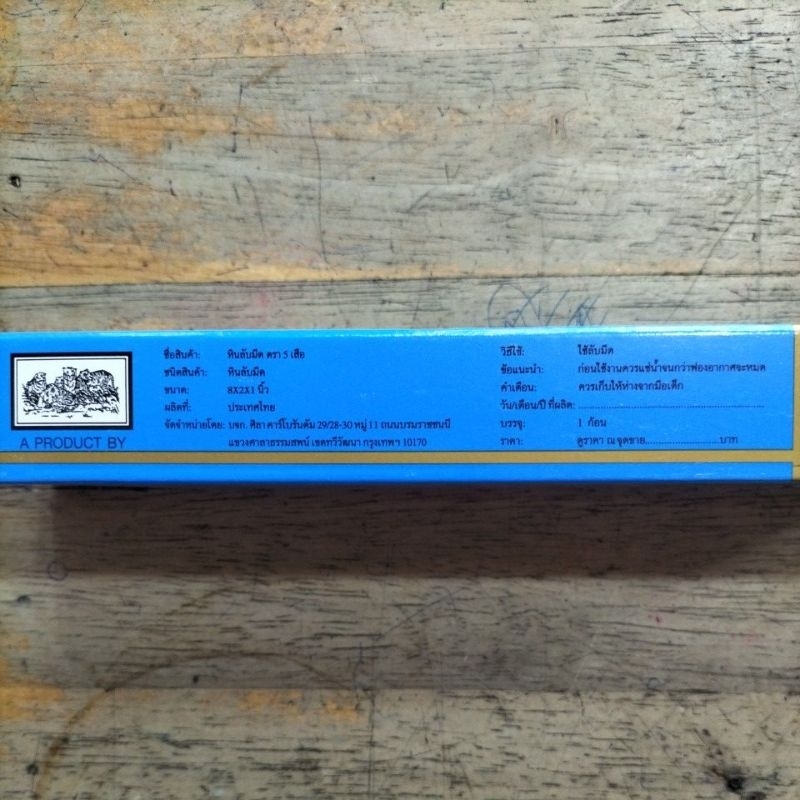 A PRODUCT BY
ชื่อสินค้า: หินลับมีด ตรา 5 เสือ
ชนิดสินค้า: หินลับมีด
ขนาด: 8X2X1 นิ้ว
ผลิตที่: ประเทศไทย
จัดจำหน่ายโดย: บจก. ศิลา คาร์โบรันดัม 29/28-30 หมู่ 11 ถนนบรมราชชนนี
แขวงศาลาธรรมสพน์ เขตทวีวัฒนา กรุงเทพฯ 10170
วิธีใช้: ใช้ลับมีด
ข้อแนะนำ: ก่อนใช้งานควรแช่น้ำจนกว่าฟองอากาศจะหมด
คำเตือน: ควรเก็บให้ห่างจากมือเด็ก
วัน/เดือน/ปี ที่ผลิต: ............................................................
บรรจุ: 1 ก้อน
ราคา: ดูราคา ณ จุดขาย........................บาท